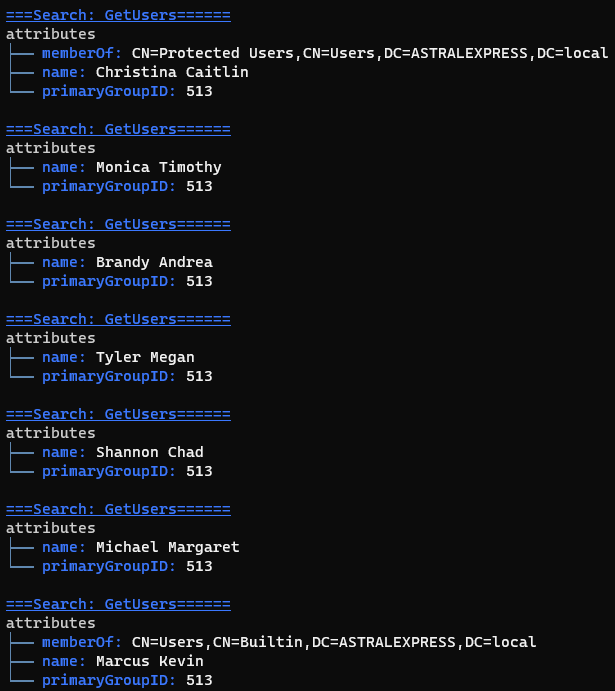 ===Search: GetUsers======
attributes
├── memberOf: CN=Protected Users,CN=Users,DC=ASTRALEXPRESS,DC=local
├── name: Christina Caitlin
└── primaryGroupID: 513
===Search: GetUsers======
attributes
├── name: Monica Timothy
└── primaryGroupID: 513
===Search: GetUsers======
attributes
├── name: Brandy Andrea
└── primaryGroupID: 513
===Search: GetUsers======
attributes
├── name: Tyler Megan
└── primaryGroupID: 513
===Search: GetUsers======
attributes
├── name: Shannon Chad
└── primaryGroupID: 513
===Search: GetUsers======
attributes
├── name: Michael Margaret
└── primaryGroupID: 513
===Search: GetUsers======
attributes
├── memberOf: CN=Users,CN=Builtin,DC=ASTRALEXPRESS,DC=local
├── name: Marcus Kevin
└── primaryGroupID: 513